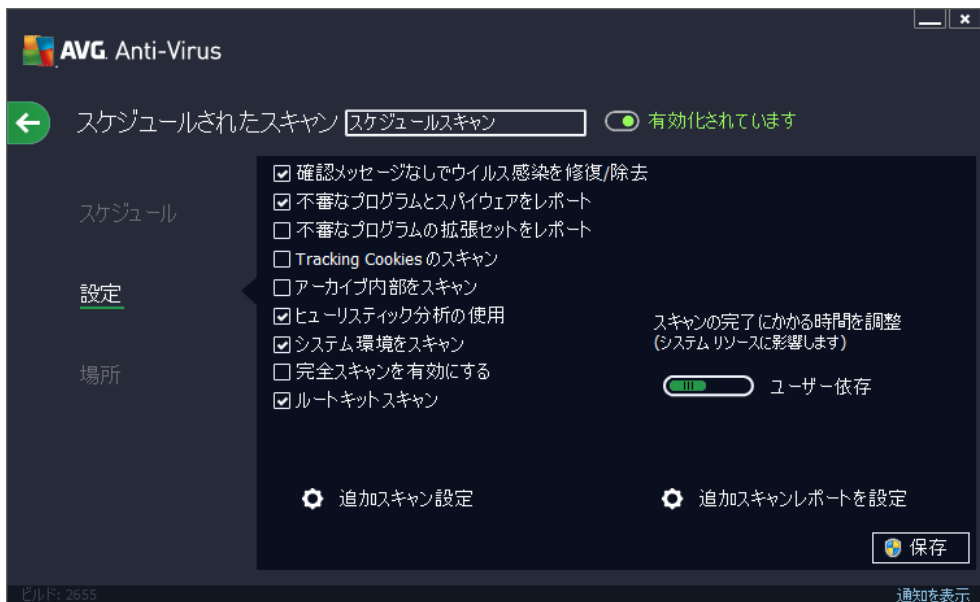 AVG. Anti-Virus
スケジュールされたスキャン スケジュールスキャン 有効化されています
スケジュール
設定
場所
確認メッセージなしでウイルス感染を修復/除去
不審なプログラムとスパイウェアをレポート
不審なプログラムの拡張セットをレポート
Tracking Cookies のスキャン
アーカイブ内部をスキャン
ヒューリスティック分析の使用
システム環境をスキャン
完全スキャンを有効にする
ルートキットスキャン
スキャンの完了にかかる時間を調整
(システム リソースに影響します)
ユーザー依存
追加スキャン設定
追加スキャンレポートを設定
保存
ビルド: 2655
通知を表示